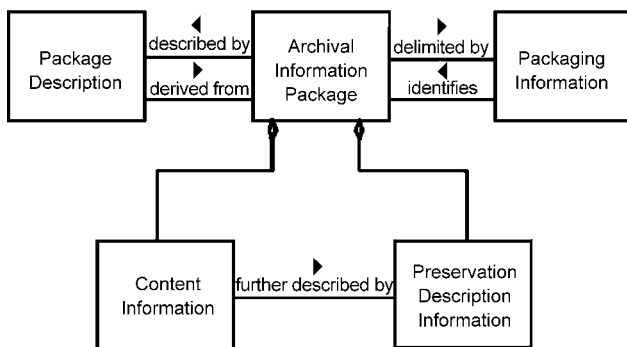 Package
Description
described by
derived from
Archival
Information
Package
delimited by
identifies
Packaging
Information
Content
Information
further described by
Preservation
Description
Information